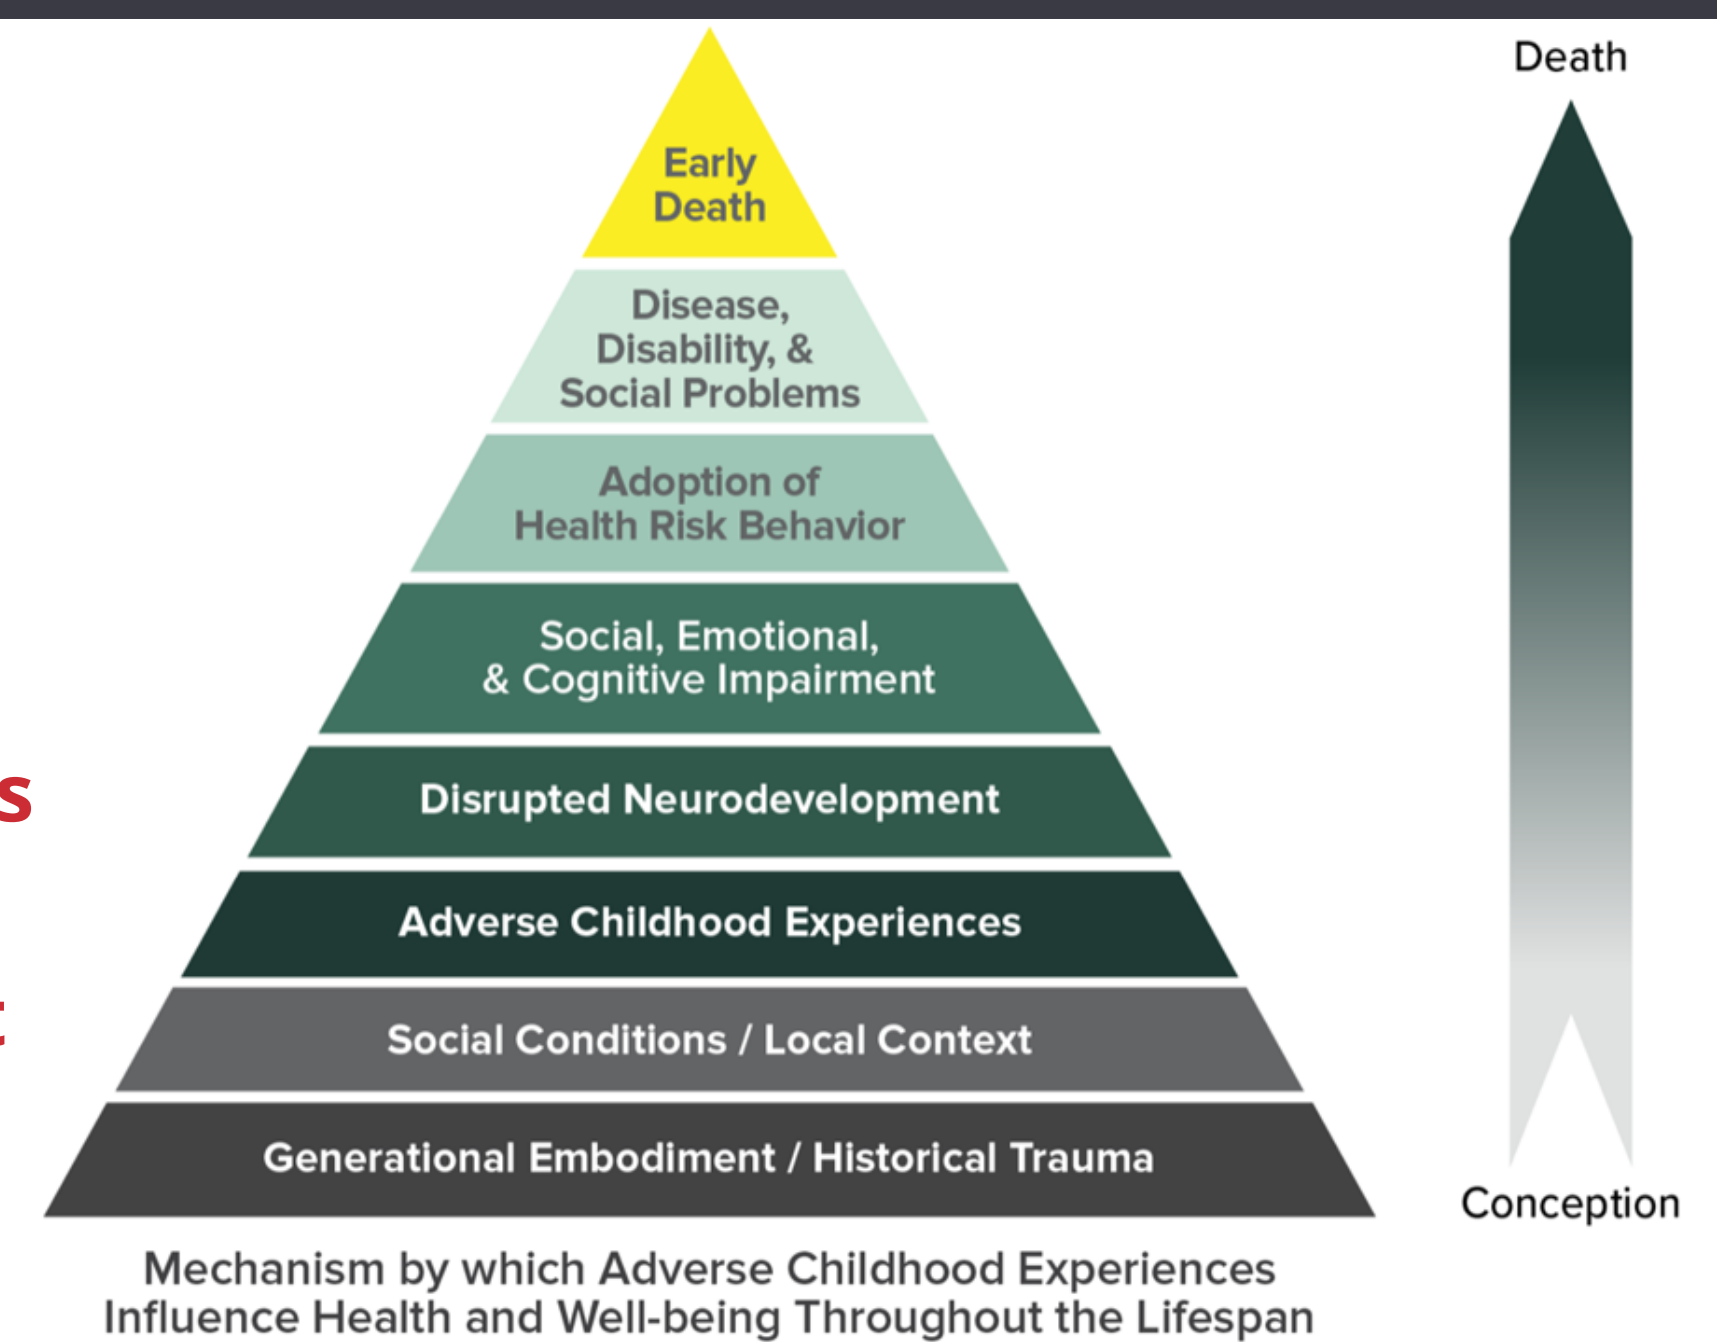 Death
Early
Death
Disease,
Disability, &
Social Problems
Adoption of
Health Risk Behavior
Social, Emotional,
& Cognitive Impairment
Disrupted Neurodevelopment
Adverse Childhood Experiences
Social Conditions / Local Context
Generational Embodiment / Historical Trauma
Conception
Mechanism by which Adverse Childhood Experiences
Influence Health and Well-being Throughout the Lifespan